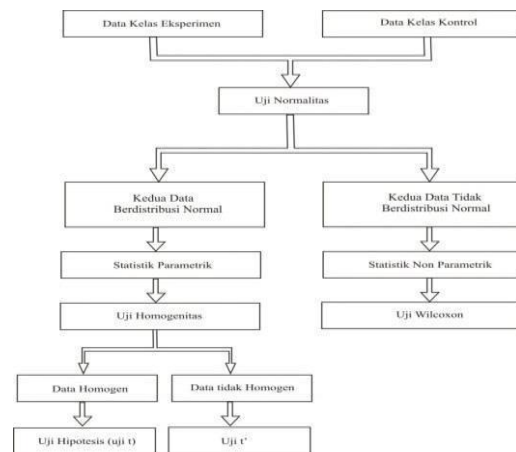 Data Kelas Eksperimen
Data Kelas Kontrol
Uji Normalitas
Kedua Data
Berdistribusi Normal
Kedua Data Tidak
Berdistribusi Normal
Statistik Parametrik
Statistik Non Parametrik
Uji Homogenitas
Uji Wilcoxon
Data Homogen
Data tidak Homogen
Uji Hipotesis (uji t)
Uji t’